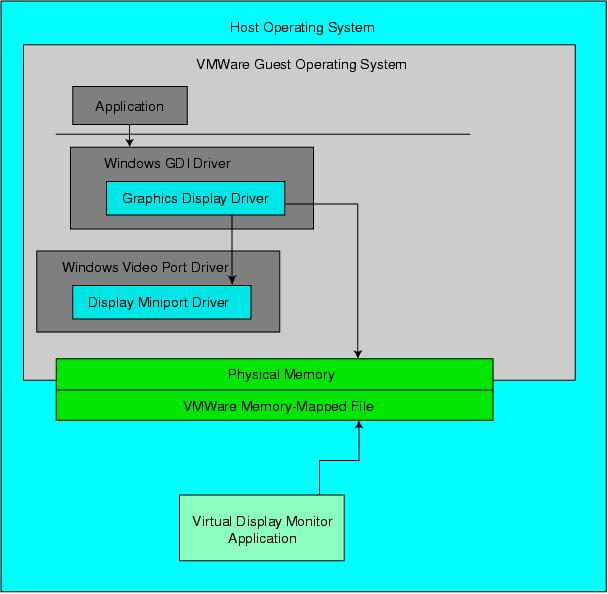 Host Operating System
VMWare Guest Operating System
Application
Windows GDI Driver
Graphics Display Driver
Windows Video Port Driver
Display Miniport Driver
Physical Memory
VMWare Memory-Mapped File
Virtual Display Monitor
Application